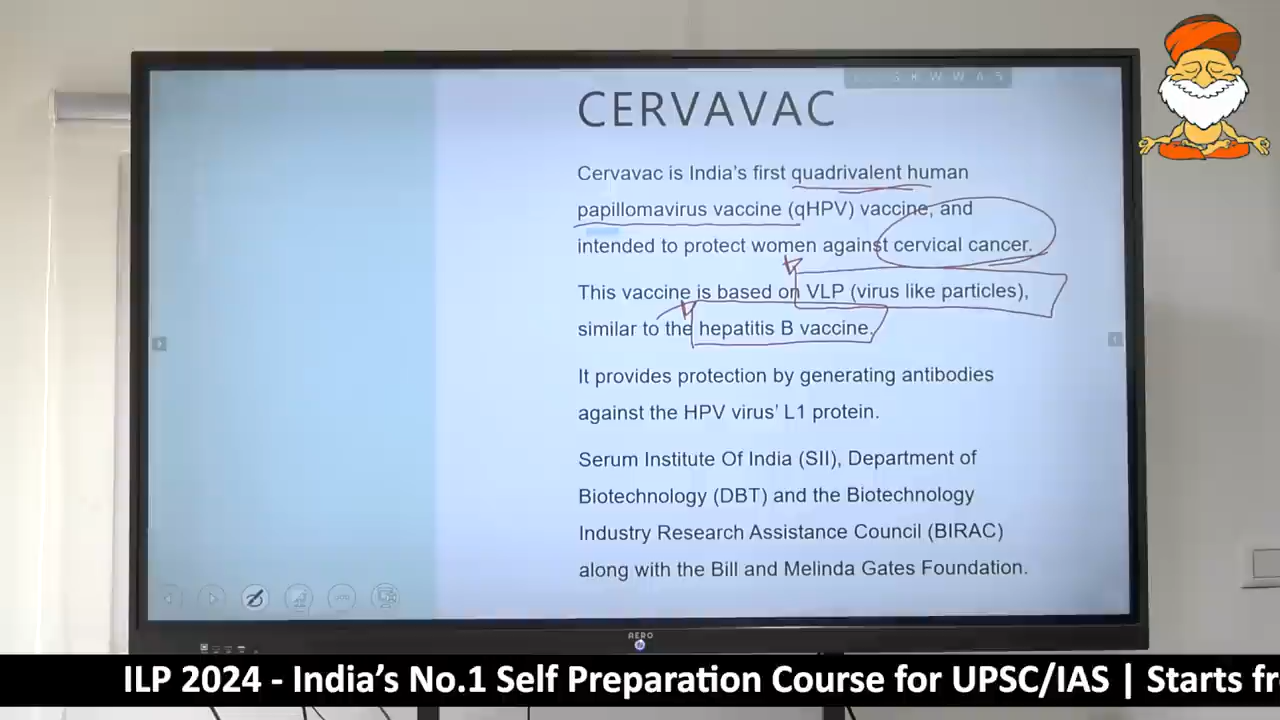 CERVAVAC
Cervavac is India’s first quadrivalent human
papillomavirus vaccine (qHPV) vaccine, and
intended to protect women against cervical cancer.
This vaccine is based on VLP (virus like particles),
similar to the hepatitis B vaccine.
It provides protection by generating antibodies
against the HPV virus’ L1 protein.
Serum Institute Of India (SII), Department of
Biotechnology (DBT) and the Biotechnology
Industry Research Assistance Council (BIRAC)
along with the Bill and Melinda Gates Foundation.
AERO
ILP 2024 - India’s No.1 Self Preparation Course for UPSC/IAS | Starts fr